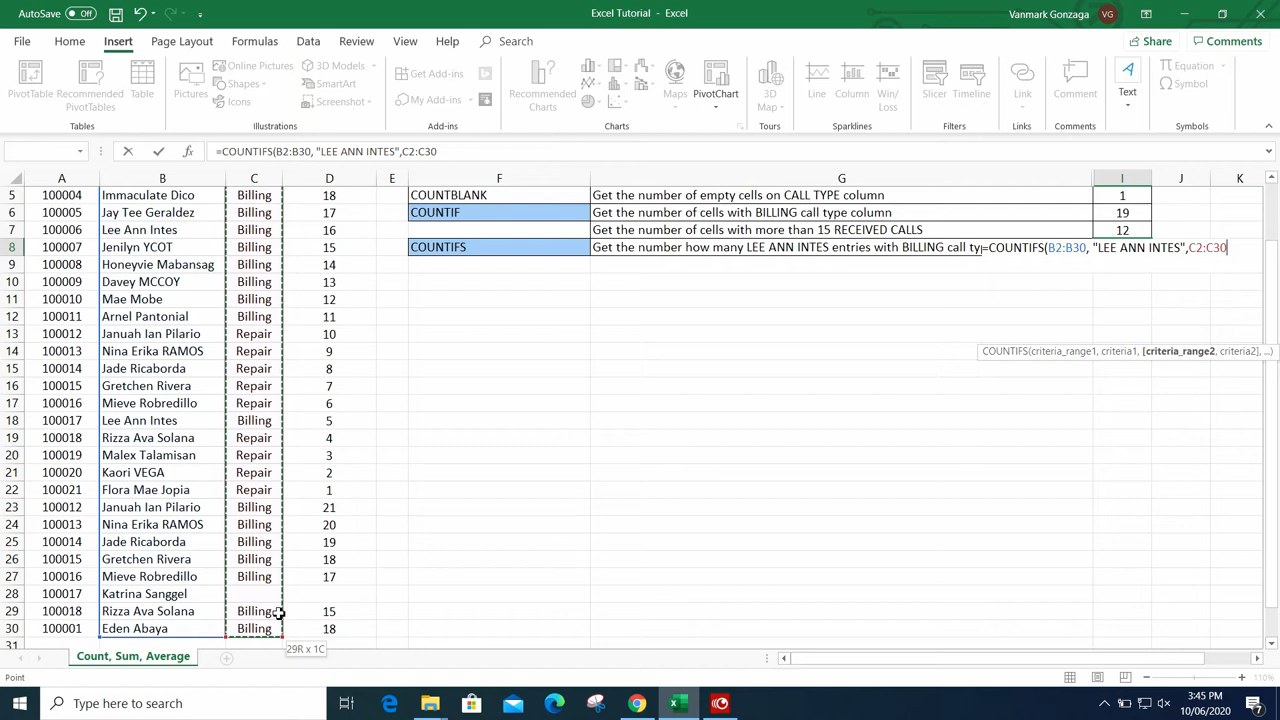 AutoSave Off Excel Tutorial - Excel Vanmark Gonzaga VG
File Home Insert Page Layout Formulas Data Review View Help Search Share Comments
PivotTable Recommended PivotTables Table Pictures Online Pictures Shapes Icons 3D Models SmartArt Screenshot Get Add-ins My Add-ins Recommended Charts Maps PivotChart 3D Map Line Column Win/Loss Slicer Timeline Link Comment Text Equation Symbol
Tables Illustrations Add-ins Charts Tours Sparklines Filters Links Comments Symbols
=COUNTIFS(B2:B30, "LEE ANN INTES",C2:C30
A B C D E F G H I J K
5 100004 Immaculate Dico Billing 18 COUNTBLANK Get the number of empty cells on CALL TYPE column 1
6 100005 Jay Tee Geraldez Billing 17 COUNTIF Get the number of cells with BILLING call type column 19
7 100006 Lee Ann Intes Billing 16 Get the number of cells with more than 15 RECEIVED CALLS 12
8 100007 Jenilyn YCOT Billing 15 COUNTIFS Get the number how many LEE ANN INTES entries with BILLING call ty =COUNTIFS(B2:B30, "LEE ANN INTES",C2:C30
9 100008 Honeyvie Mabansag Billing 14
10 100009 Davey MCCOY Billing 13
11 100010 Mae Mobe Billing 12
12 100011 Arnel Pantonial Billing 11
13 100012 Januah Ian Pilario Repair 10
14 100013 Nina Erika RAMOS Repair 9
COUNTIFS(criteria_range1, criteria1, [criteria_range2, criteria2], ...)
15 100014 Jade Ricaborda Repair 8
16 100015 Gretchen Rivera Repair 7
17 100016 Mieve Robredillo Repair 6
18 100017 Lee Ann Intes Billing 5
19 100018 Rizza Ava Solana Repair 4
20 100019 Malex Talamisan Repair 3
21 100020 Kaori VEGA Repair 2
22 100021 Flora Mae Jopia Repair 1
23 100012 Januah Ian Pilario Billing 21
24 100013 Nina Erika RAMOS Billing 20
25 100014 Jade Ricaborda Billing 19
26 100015 Gretchen Rivera Billing 18
27 100016 Mieve Robredillo Billing 17
28 100017 Katrina Sanggel
29 100018 Rizza Ava Solana Billing 15
30 100001 Eden Abaya Billing 18
31
29R x 1C
Count, Sum, Average
Point 110%
Type here to search 3:45 PM
10/06/2020